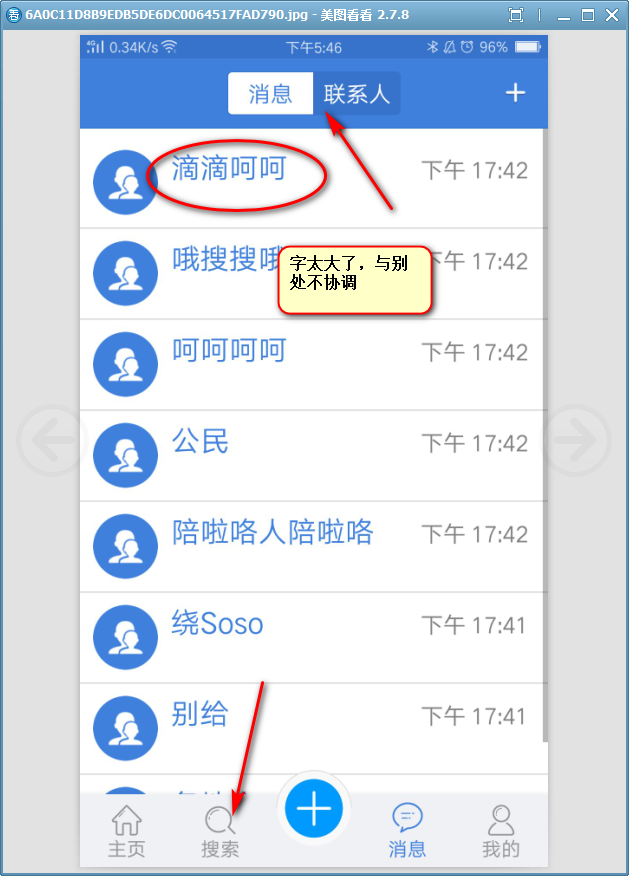 6A0C11D8B9EDB5DE6DC0064517FAD790.jpg - 美图看看 2.7.8
0.34K/s 下午5:46 96%
消息 联系人 +
滴滴呵呵 下午 17:42
哦搜搜哦 下午 17:42
字太大了，与别
处不协调
呵呵呵呵 下午 17:42
公民 下午 17:42
陪啦咯人陪啦咯 下午 17:42
绕Soso 下午 17:41
别给 下午 17:41
主页 搜索 消息 我的